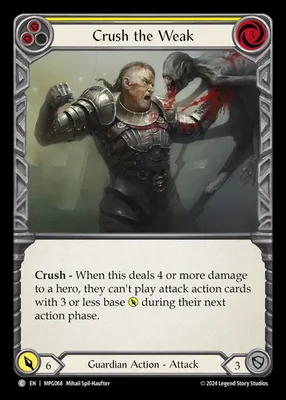 Crush the Weak
Crush - When this deals 4 or more damage
to a hero, they can't play attack action cards
with 3 or less base during their next
action phase.
6
Guardian Action - Attack
3
C EN | MPG068 Mihail Spil-Haufter
©2024 Legend Story Studios